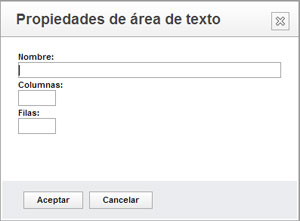 Propiedades de área de texto
Nombre:
Columnas:
Filas:
Aceptar Cancelar